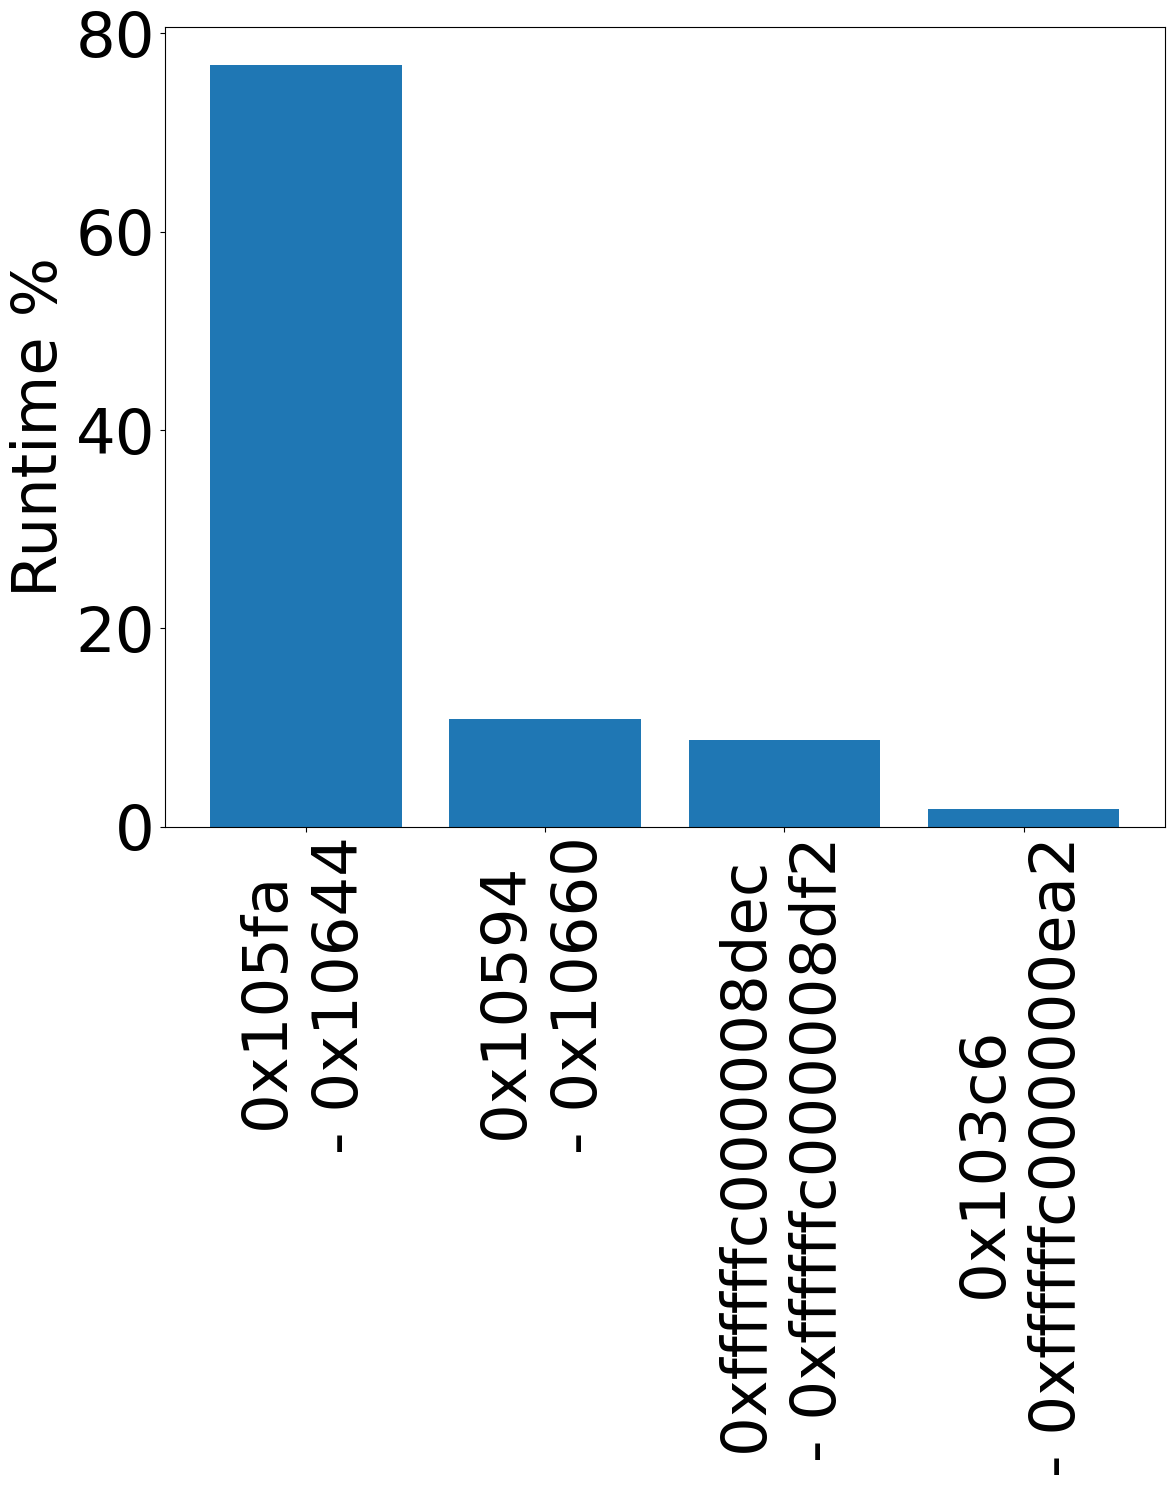 Runtime %
80
60
40
20
0
0x105fa
- 0x10644
0x10594
- 0x10660
0xffffffc000008dec
- 0xffffffc000008df2
0x103c6
- 0xffffffc000000ea2